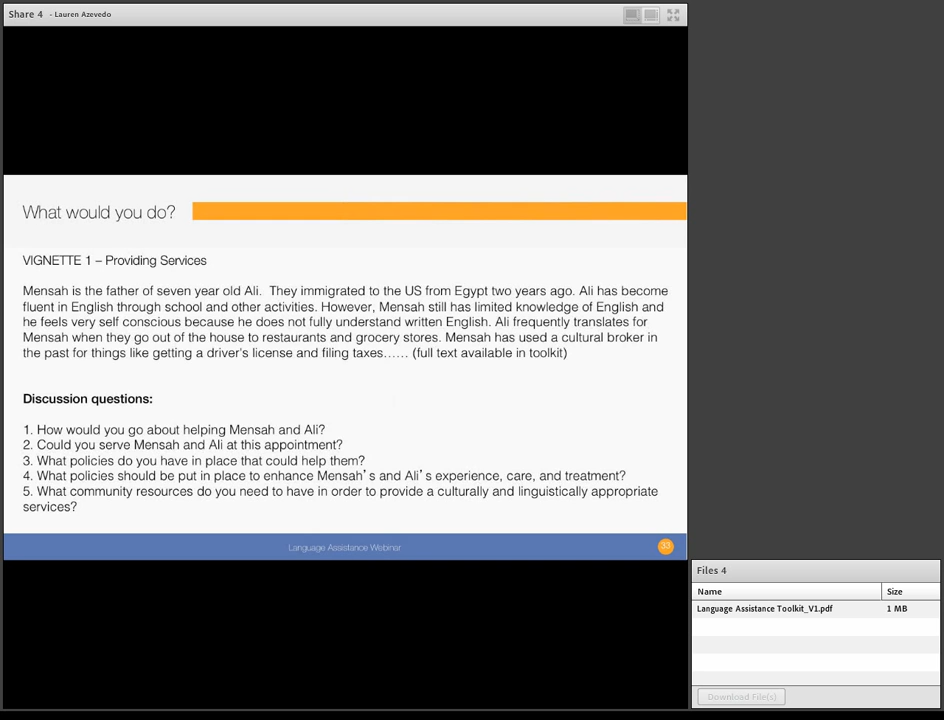 Share 4 - Lauren Azevedo
What would you do?
VIGNETTE 1 – Providing Services
Mensah is the father of seven year old Ali.  They immigrated to the US from Egypt two years ago. Ali has become
fluent in English through school and other activities. However, Mensah still has limited knowledge of English and
he feels very self conscious because he does not fully understand written English. Ali frequently translates for
Mensah when they go out of the house to restaurants and grocery stores. Mensah has used a cultural broker in
the past for things like getting a driver's license and filing taxes...... (full text available in toolkit)
Discussion questions:
1. How would you go about helping Mensah and Ali?
2. Could you serve Mensah and Ali at this appointment?
3. What policies do you have in place that could help them?
4. What policies should be put in place to enhance Mensah's and Ali's experience, care, and treatment?
5. What community resources do you need to have in order to provide a culturally and linguistically appropriate
services?
Language Assistance Webinar
33
Files 4
Name Size
Language Assistance Toolkit_V1.pdf 1 MB
Download File(s)